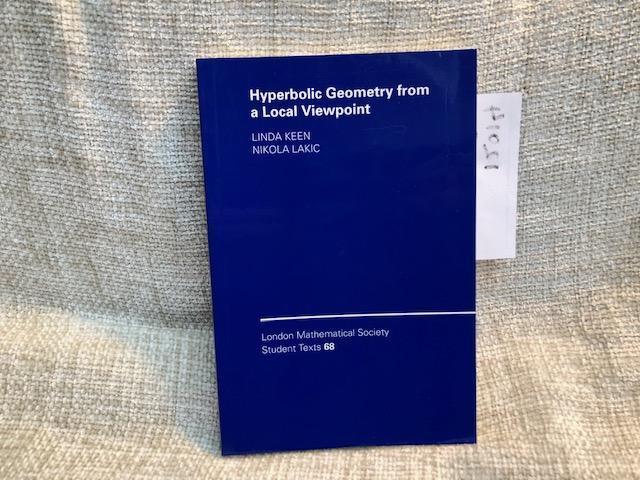 Hyperbolic Geometry from
a Local Viewpoint
LINDA KEEN
NIKOLA LAKIC
London Mathematical Society
Student Texts 68